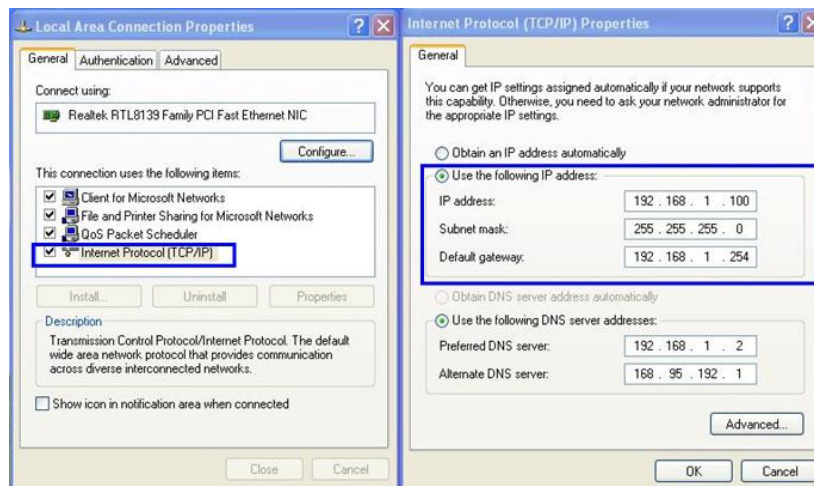 Local Area Connection Properties
General Authentication Advanced
Connect using:
Realtek RTL8139 Family PCI Fast Ethernet NIC
Configure...
This connection uses the following items:
Client for Microsoft Networks
File and Printer Sharing for Microsoft Networks
QoS Packet Scheduler
Internet Protocol (TCP/IP)
Install... Uninstall Properties
Description
Transmission Control Protocol/Internet Protocol. The default
wide area network protocol that provides communication
across diverse interconnected networks.
Show icon in notification area when connected
Close Cancel
Internet Protocol (TCP/IP) Properties
General
You can get IP settings assigned automatically if your network supports
this capability. Otherwise, you need to ask your network administrator for
the appropriate IP settings.
Obtain an IP address automatically
Use the following IP address:
IP address: 192 . 168 . 1 . 100
Subnet mask: 255 . 255 . 255 . 0
Default gateway: 192 . 168 . 1 . 254
Obtain DNS server address automatically
Use the following DNS server addresses:
Preferred DNS server: 192 . 168 . 1 . 2
Alternate DNS server: 168 . 95 . 192 . 1
Advanced...
OK Cancel